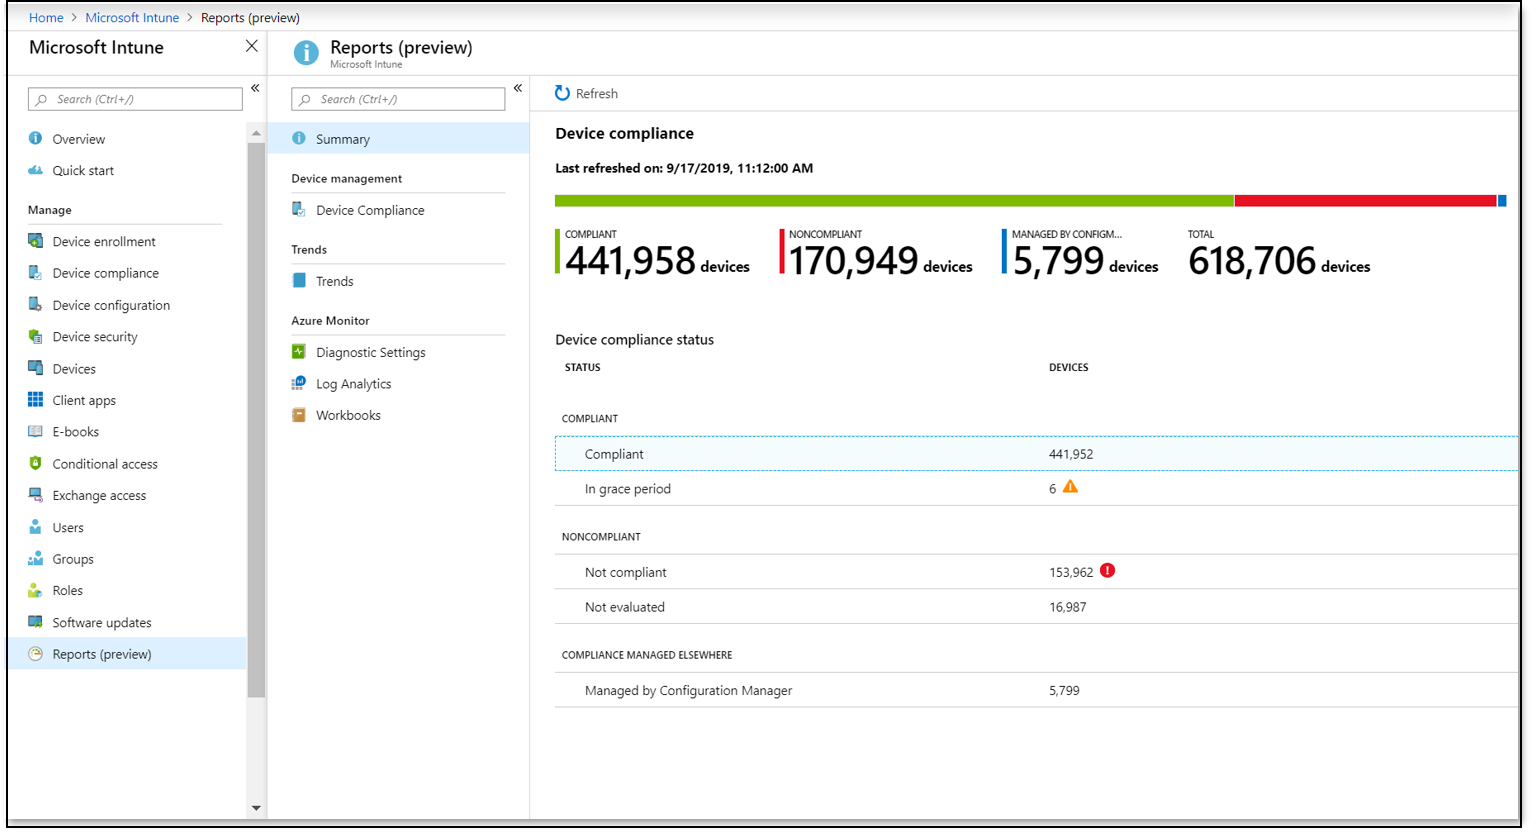 Home > Microsoft Intune > Reports (preview)
Microsoft Intune
Search (Ctrl+/)
Overview
Quick start
Manage
Device enrollment
Device compliance
Device configuration
Device security
Devices
Client apps
E-books
Conditional access
Exchange access
Users
Groups
Roles
Software updates
Reports (preview)
Reports (preview)
Microsoft Intune
Search (Ctrl+/)
Summary
Device management
Device Compliance
Trends
Trends
Azure Monitor
Diagnostic Settings
Log Analytics
Workbooks
Refresh
Device compliance
Last refreshed on: 9/17/2019, 11:12:00 AM
COMPLIANT NONCOMPLIANT MANAGED BY CONFIGM... TOTAL
441,958 devices 170,949 devices 5,799 devices 618,706 devices
Device compliance status
STATUS DEVICES
COMPLIANT
Compliant 441,952
In grace period 6
NONCOMPLIANT
Not compliant 153,962
Not evaluated 16,987
COMPLIANCE MANAGED ELSEWHERE
Managed by Configuration Manager 5,799